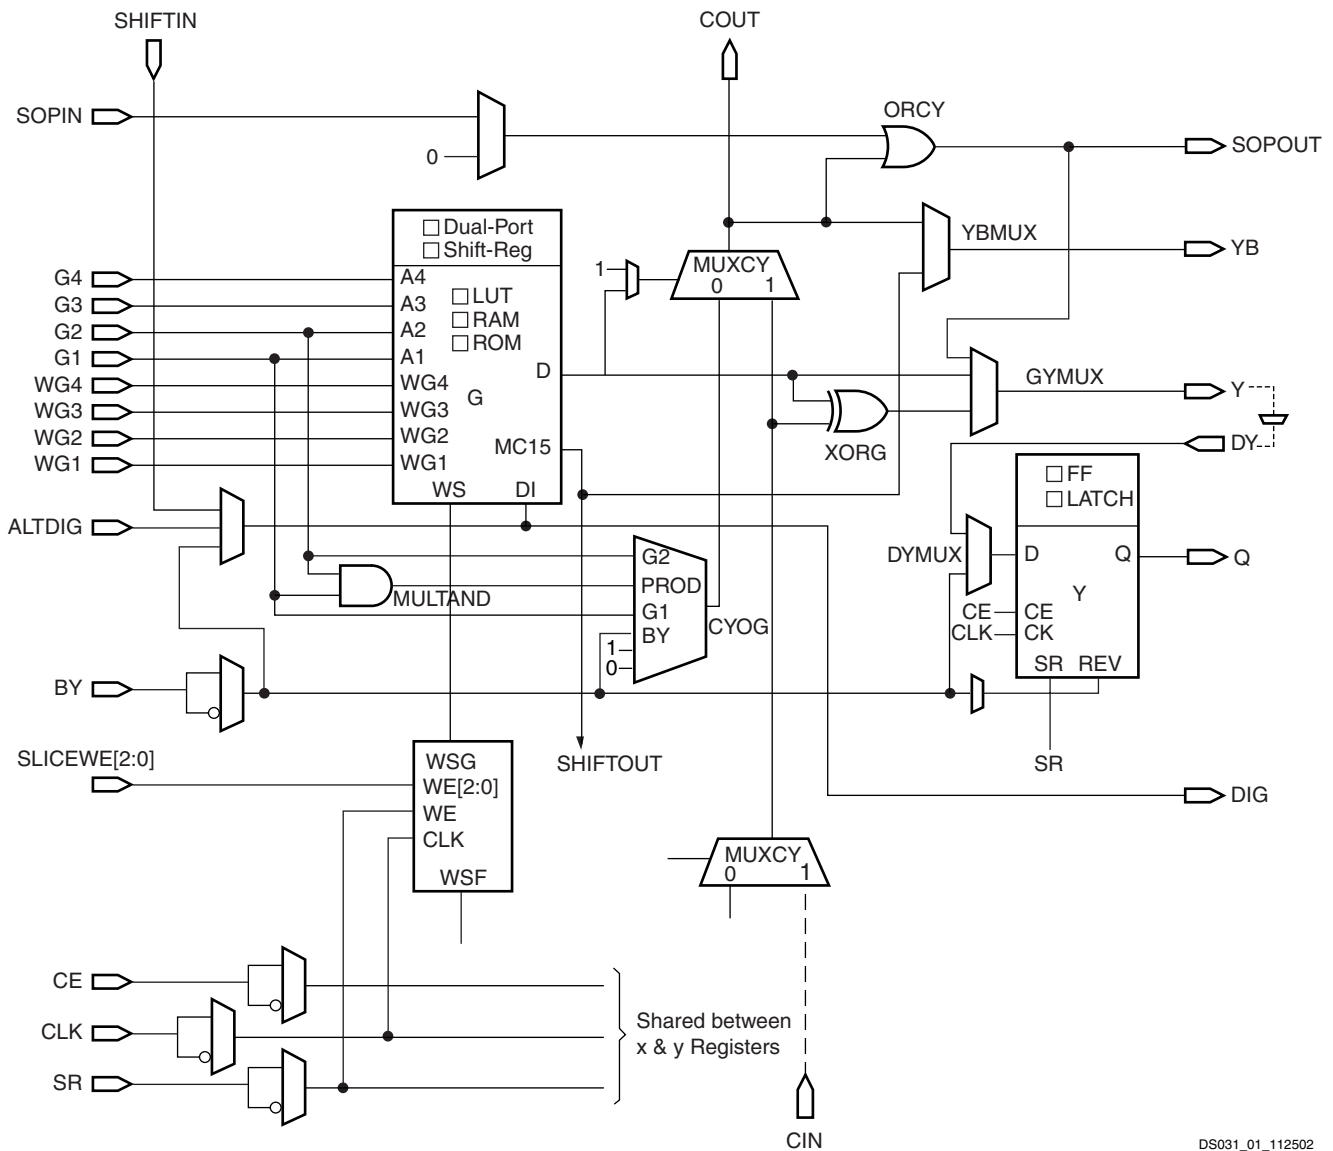 SHIFTIN
COUT
SOPIN
ORCY
SOPOUT
0
Dual-Port
Shift-Reg
YBMUX
YB
G4
A4
1
MUXCY
0 1
G3
A3
LUT
G2
A2
RAM
G1
A1
ROM
D
GYMUX
Y
WG4
WG4
G
WG3
WG3
WG2
WG2
MC15
XORG
DY
WG1
WG1
WS
DI
FF
LATCH
ALTDIG
G2
DYMUX
D
Q
Q
PROD
MULTAND
Y
G1
CYOG
CE
CE
BY
CLK
CK
1
0
SR
REV
BY
SLICEWE[2:0]
WSG
SHIFTOUT
SR
WE[2:0]
DIG
WE
CLK
MUXCY
0 1
WSF
CE
CLK
Shared between
x & y Registers
SR
CIN
DS031_01_112502